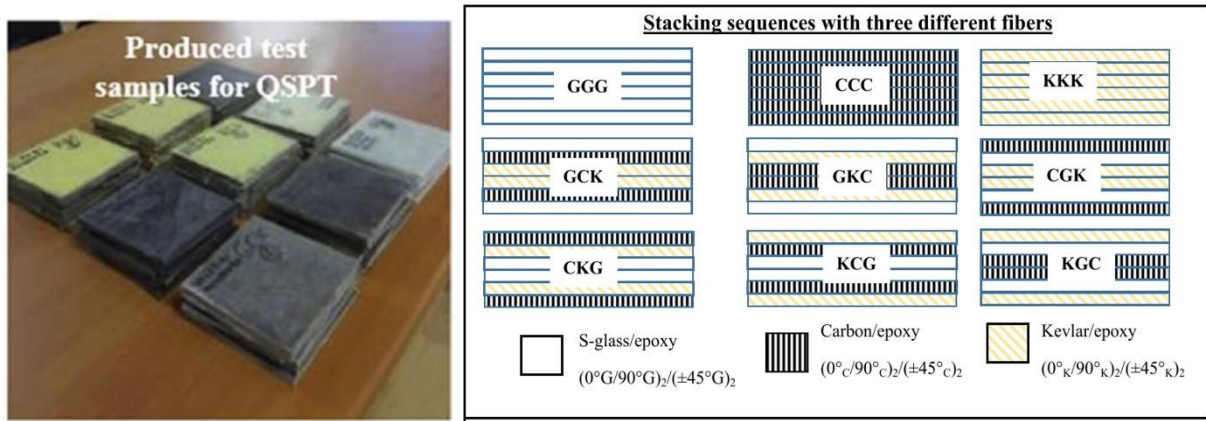 Produced test
samples for QSPT
Stacking sequences with three different fibers
GGG
CCC
KKK
GCK
GKC
CGK
CKG
KCG
KGC
S-glass/epoxy
(0°G/90°G)₂/(±45°G)₂
Carbon/epoxy
(0°C/90°C)₂/(±45°C)₂
Kevlar/epoxy
(0°K/90°K)₂/(±45°K)₂